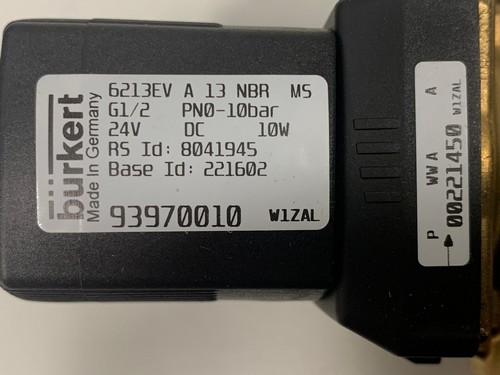 bürkert
Made in Germany
6213EV A 13 NBR MS
G1/2 PN0-10bar
24V DC 10W
RS Id: 8041945
Base Id: 221602
93970010 W1ZAL
P WWA A
00221450 W1ZAL